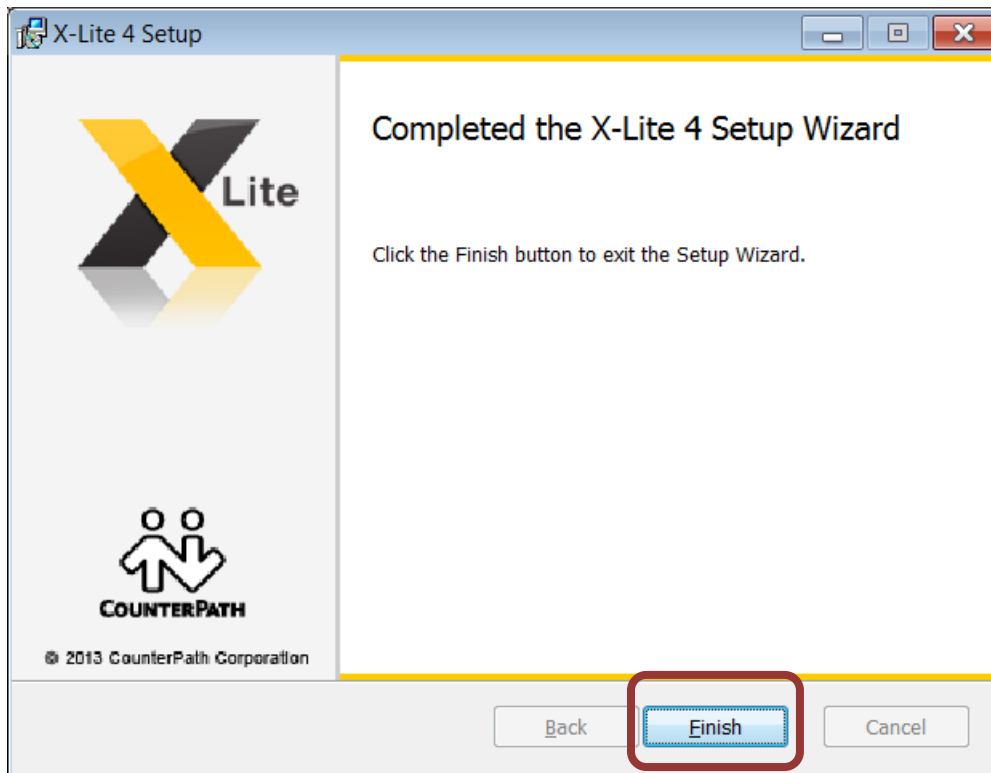 X-Lite 4 Setup
Lite
Completed the X-Lite 4 Setup Wizard
Click the Finish button to exit the Setup Wizard.
COUNTERPATH
© 2013 CounterPath Corporation
Back
Finish
Cancel